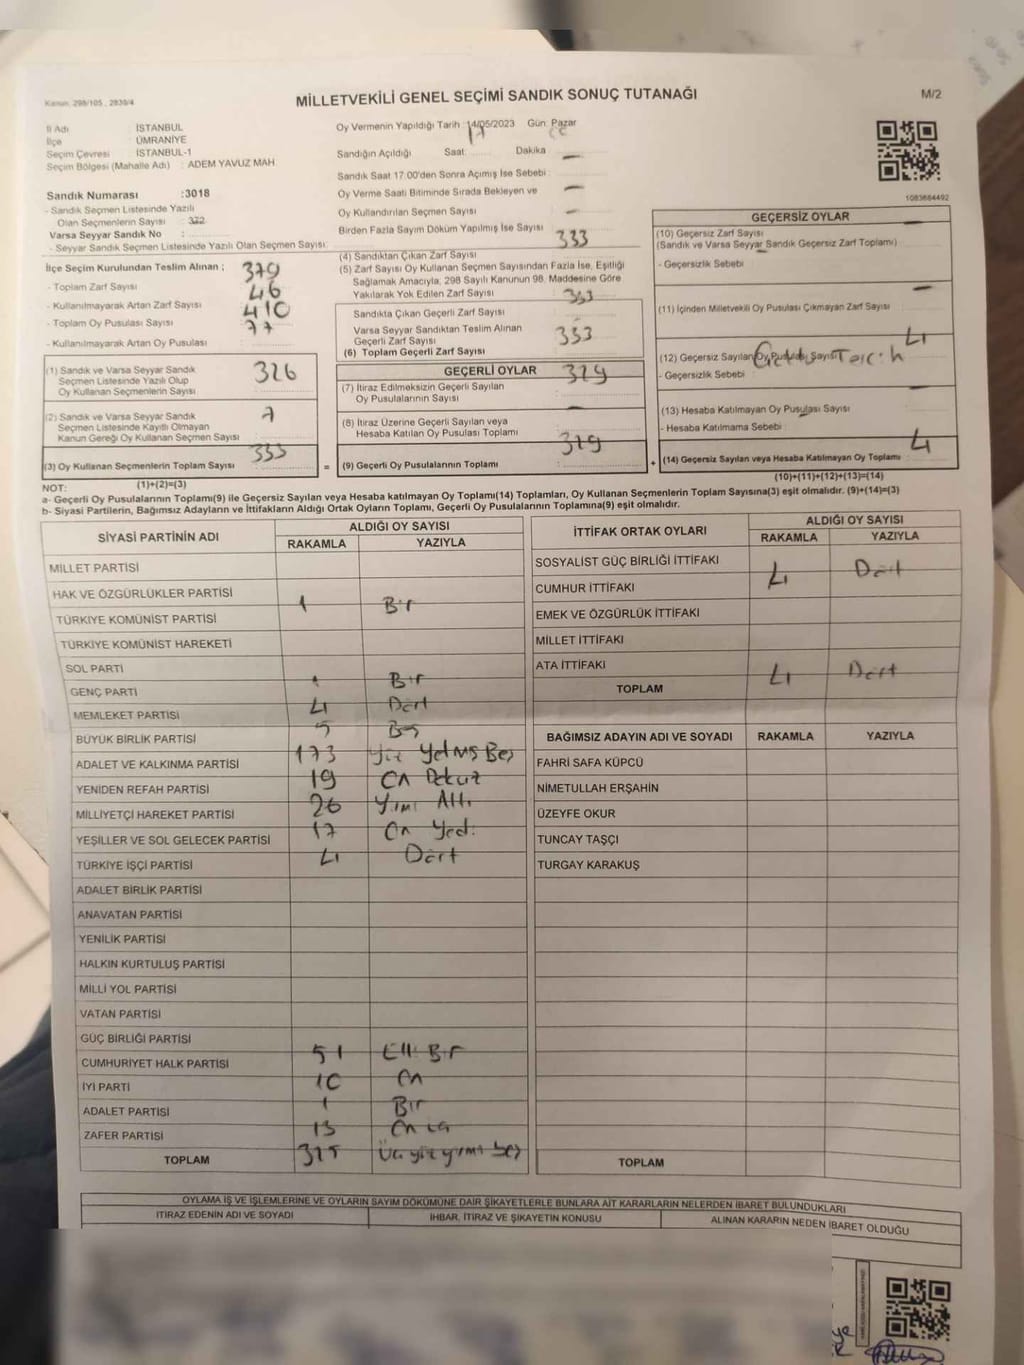 Kanun: 298/105, 2839/4
MİLLETVEKİLİ GENEL SEÇİMİ SANDIK SONUÇ TUTANAĞI
M/2
İl Adı : İSTANBUL
İlçe : ÜMRANİYE
Seçim Çevresi : İSTANBUL-1
Seçim Bölgesi (Mahalle Adı) : ADEM YAVUZ MAH
Sandık Numarası :3018
- Sandık Seçmen Listesinde Yazılı
Olan Seçmenlerin Sayısı : 372
Varsa Seyyar Sandık No :
- Seyyar Sandık Seçmen Listesinde Yazılı Olan Seçmen Sayısı:
Oy Vermenin Yapıldığı Tarih : 14/05/2023 Gün: Pazar
Sandığın Açıldığı Saat: 17 Dakika
Sandık Saat 17.00'den Sonra Açımış İse Sebebi : —
Oy Verme Saati Bitiminde Sırada Bekleyen ve —
Oy Kullandırılan Seçmen Sayısı —
Birden Fazla Sayım Döküm Yapılmış İse Sayısı
1083684492
İlçe Seçim Kurulundan Teslim Alınan ;
- Toplam Zarf Sayısı : 379
- Kullanılmayarak Artan Zarf Sayısı : 46
- Toplam Oy Pusulası Sayısı : 410
- Kullanılmayarak Artan Oy Pusulası : 77
(1) Sandık ve Varsa Seyyar Sandık
Seçmen Listesinde Yazılı Olup
Oy Kullanan Seçmenlerin Sayısı 326
(2) Sandık ve Varsa Seyyar Sandık
Seçmen Listesinde Kayıtlı Olmayan
Kanun Gereği Oy Kullanan Seçmen Sayısı 7
(3) Oy Kullanan Seçmenlerin Toplam Sayısı 333
(1)+(2)=(3)
(4) Sandıktan Çıkan Zarf Sayısı 333
(5) Zarf Sayısı Oy Kullanan Seçmen Sayısından Fazla İse, Eşitliği
Sağlamak Amacıyla, 298 Sayılı Kanunun 98. Maddesine Göre
Yakılarak Yok Edilen Zarf Sayısı
Sandıkta Çıkan Geçerli Zarf Sayısı 333
Varsa Seyyar Sandıktan Teslim Alınan
Geçerli Zarf Sayısı
(6) Toplam Geçerli Zarf Sayısı 333
GEÇERLİ OYLAR
(7) İtiraz Edilmeksizin Geçerli Sayılan
Oy Pusulalarının Sayısı 329
(8) İtiraz Üzerine Geçerli Sayılan veya
Hesaba Katılan Oy Pusulası Toplamı —
= (9) Geçerli Oy Pusulalarının Toplamı 329 +
GEÇERSİZ OYLAR
(10) Geçersiz Zarf Sayısı
(Sandık ve Varsa Seyyar Sandık Geçersiz Zarf Toplamı) —
- Geçersizlik Sebebi
(11) İçinden Milletvekili Oy Pusulası Çıkmayan Zarf Sayısı —
(12) Geçersiz Sayılan Oy Pusulası Sayısı 4
- Geçersizlik Sebebi Tercih
(13) Hesaba Katılmayan Oy Pusulası Sayısı —
- Hesaba Katılmama Sebebi —
(14) Geçersiz Sayılan veya Hesaba Katılmayan Oy Toplamı 4
(10)+(11)+(12)+(13)=(14)
NOT:
a- Geçerli Oy Pusulalarının Toplamı(9) ile Geçersiz Sayılan veya Hesaba katılmayan Oy Toplamı(14) Toplamları, Oy Kullanan Seçmenlerin Toplam Sayısına(3) eşit olmalıdır. (9)+(14)=(3)
b- Siyasi Partilerin, Bağımsız Adayların ve İttifakların Aldığı Ortak Oyların Toplamı, Geçerli Oy Pusulalarının Toplamına(9) eşit olmalıdır.
SİYASİ PARTİNİN ADI ALDIĞI OY SAYISI
RAKAMLA YAZIYLA
MİLLET PARTİSİ
HAK VE ÖZGÜRLÜKLER PARTİSİ
TÜRKİYE KOMÜNİST PARTİSİ 1 Bir
TÜRKİYE KOMÜNİST HAREKETİ
SOL PARTİ
GENÇ PARTİ 1 Bir
MEMLEKET PARTİSİ 4 Dört
BÜYÜK BİRLİK PARTİSİ 5 Beş
ADALET VE KALKINMA PARTİSİ 173 Yüz Yetmiş Beş
YENİDEN REFAH PARTİSİ 19 On Dokuz
MİLLİYETÇİ HAREKET PARTİSİ 26 Yirmi Altı
YEŞİLLER VE SOL GELECEK PARTİSİ 17 On Yedi
TÜRKİYE İŞÇİ PARTİSİ 4 Dört
ADALET BİRLİK PARTİSİ
ANAVATAN PARTİSİ
YENİLİK PARTİSİ
HALKIN KURTULUŞ PARTİSİ
MİLLİ YOL PARTİSİ
VATAN PARTİSİ
GÜÇ BİRLİĞİ PARTİSİ
CUMHURİYET HALK PARTİSİ 51 Elli Bir
İYİ PARTİ 10 On
ADALET PARTİSİ 1 Bir
ZAFER PARTİSİ 13 On üç
TOPLAM 325 Üç yüz yirmi beş
İTTİFAK ORTAK OYLARI ALDIĞI OY SAYISI
RAKAMLA YAZIYLA
SOSYALİST GÜÇ BİRLİĞİ İTTİFAKI
CUMHUR İTTİFAKI 4 Dört
EMEK VE ÖZGÜRLÜK İTTİFAKI
MİLLET İTTİFAKI
ATA İTTİFAKI
TOPLAM 4 Dört
BAĞIMSIZ ADAYIN ADI VE SOYADI RAKAMLA YAZIYLA
FAHRİ SAFA KÜPCÜ
NİMETULLAH ERŞAHİN
ÜZEYFE OKUR
TUNCAY TAŞÇI
TURGAY KARAKUŞ
TOPLAM
OYLAMA İŞ VE İŞLEMLERİNE VE OYLARIN SAYIM DÖKÜMÜNE DAİR ŞİKAYETLERLE BUNLARA AİT KARARLARIN NELERDEN İBARET BULUNDUKLARI
İTİRAZ EDENİN ADI VE SOYADI İHBAR, İTİRAZ VE ŞİKAYETİN KONUSU ALINAN KARARIN NEDEN İBARET OLDUĞU